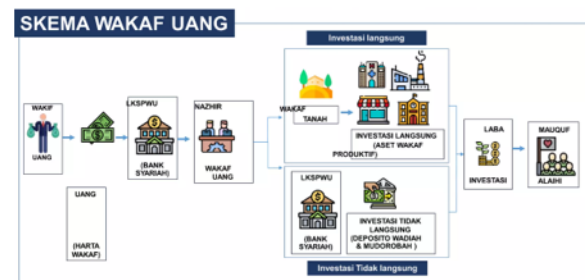 SKEMA WAKAF UANG
Investasi langsung
WAKIF
UANG
LKSPWU
(BANK
SYARIAH)
NAZHIR
WAKAF
UANG
WAKAF
TANAH
INVESTASI LANGSUNG
(ASET WAKAF
PRODUKTIF)
LABA
INVESTASI
MAUQUF
ALAIHI
UANG
(HARTA
WAKAF)
LKSPWU
(BANK
SYARIAH)
INVESTASI TIDAK
LANGSUNG
(DEPOSITO WADIAH
& MUDOROBAH )
Investasi Tidak langsung